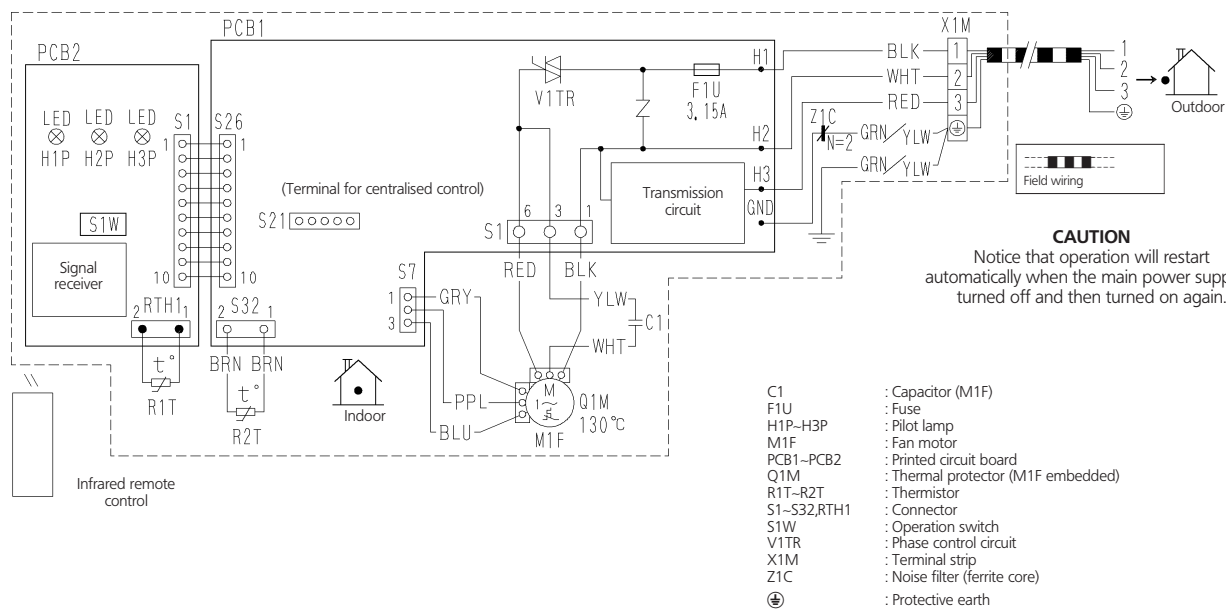 PCB2
PCB1
X1M
LED LED LED
H1P H2P H3P
S1 S26
1 1
10 10
S1W
Signal
receiver
2 RTH1 1
S32
2 1
BRN BRN
t°
R1T
t°
R2T
(Terminal for centralised control)
S21
V1TR
F1U
3.15A
H1
H2
H3
GND
Transmission
circuit
BLK
WHT
RED
1
2
3
Z1C
N=2
GRN/YLW
GRN/YLW
1
2
3
Outdoor
Field wiring
S1
6 3 1
RED BLK
YLW
C1
WHT
S7
1
3
GRY
PPL
BLU
M
1~
Q1M
130°C
M1F
Indoor
Infrared remote
control
CAUTION
Notice that operation will restart
automatically when the main power supp
turned off and then turned on again.
C1 : Capacitor (M1F)
F1U : Fuse
H1P~H3P : Pilot lamp
M1F : Fan motor
PCB1~PCB2 : Printed circuit board
Q1M : Thermal protector (M1F embedded)
R1T~R2T : Thermistor
S1~S32,RTH1 : Connector
S1W : Operation switch
V1TR : Phase control circuit
X1M : Terminal strip
Z1C : Noise filter (ferrite core)
: Protective earth